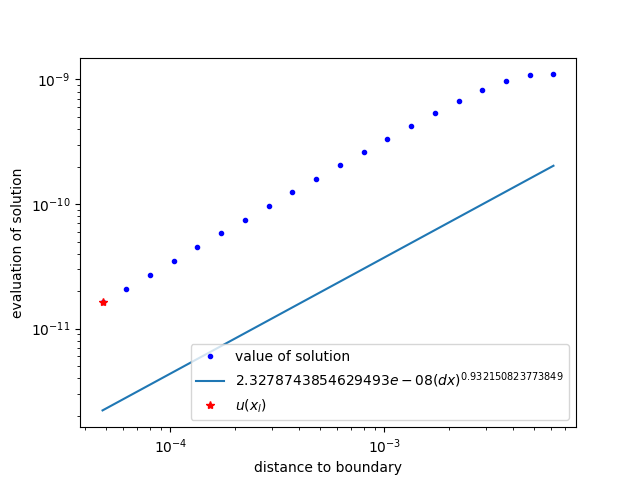 10⁻⁹
10⁻¹⁰
10⁻¹¹
evaluation of solution
value of solution
2.3278743854629493e − 08(dx)^0.932150823773849
u(x_I)
10⁻⁴
10⁻³
distance to boundary